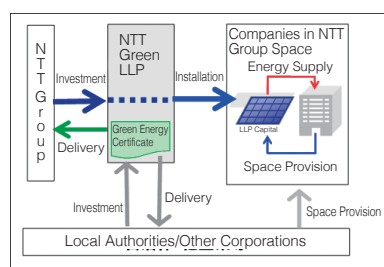 NTT Group
NTT
Green
LLP
Companies in NTT
Group Space
Energy Supply
Investment
Installation
LLP Capital
Green Energy
Certificate
Delivery
Space Provision
Delivery
Investment
Space Provision
Local Authorities/Other Corporations